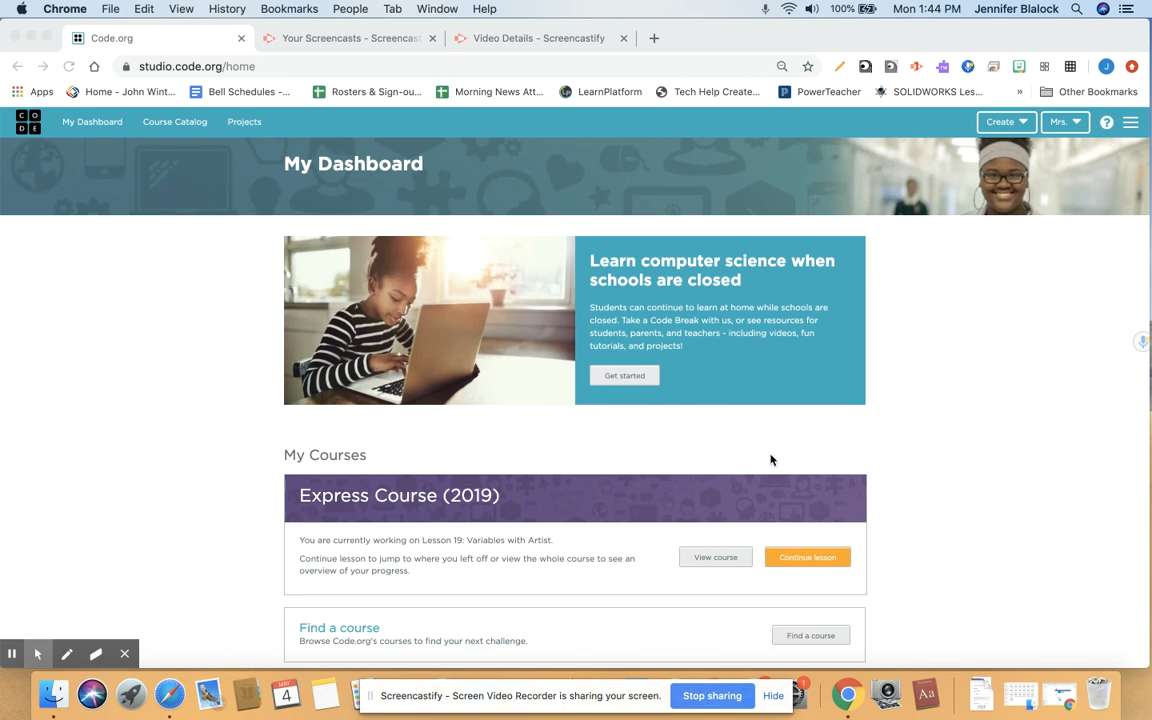 Chrome File Edit View History Bookmarks People Tab Window Help 100% Mon 1:44 PM Jennifer Blalock
Code.org Your Screencasts - Screencast Video Details - Screencastify
studio.code.org/home J
Apps Home - John Wint... Bell Schedules -... Rosters & Sign-ou... Morning News Att... LearnPlatform Tech Help Create... PowerTeacher SOLIDWORKS Les... » Other Bookmarks
C O
D E
My Dashboard Course Catalog Projects Create Mrs. ?
My Dashboard
Learn computer science when
schools are closed
Students can continue to learn at home while schools are
closed. Take a Code Break with us, or see resources for
students, parents, and teachers - including videos, fun
tutorials, and projects!
Get started
My Courses
Express Course (2019)
You are currently working on Lesson 19: Variables with Artist.
Continue lesson to jump to where you left off or view the whole course to see an
overview of your progress.
View course Continue lesson
Find a course
Browse Code.org's courses to find your next challenge.
Find a course
MAY
4
Screencastify - Screen Video Recorder is sharing your screen. Stop sharing Hide
1
Aa
PDF